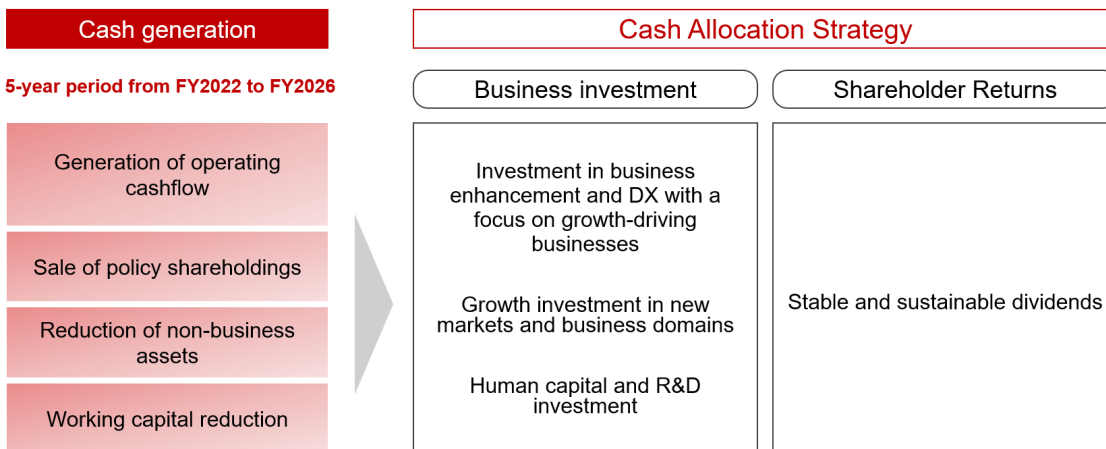 Cash generation
5-year period from FY2022 to FY2026
Generation of operating
cashflow
Sale of policy shareholdings
Reduction of non-business
assets
Working capital reduction
Cash Allocation Strategy
Business investment
Investment in business
enhancement and DX with a
focus on growth-driving
businesses
Growth investment in new
markets and business domains
Human capital and R&D
investment
Shareholder Returns
Stable and sustainable dividends